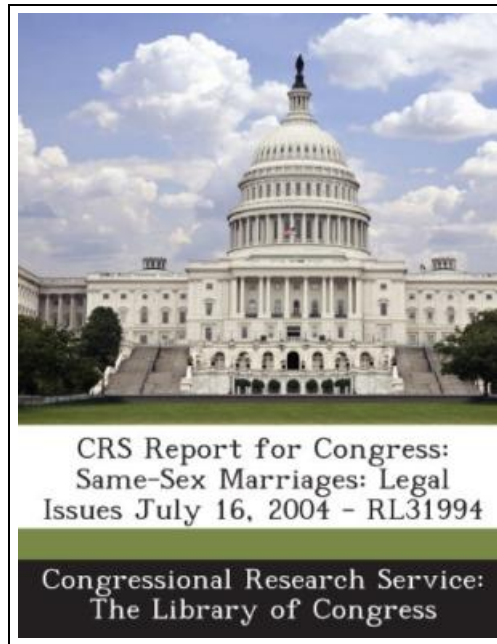 CRS Report for Congress:
Same-Sex Marriages: Legal
Issues July 16, 2004 - RL31994
Congressional Research Service:
The Library of Congress